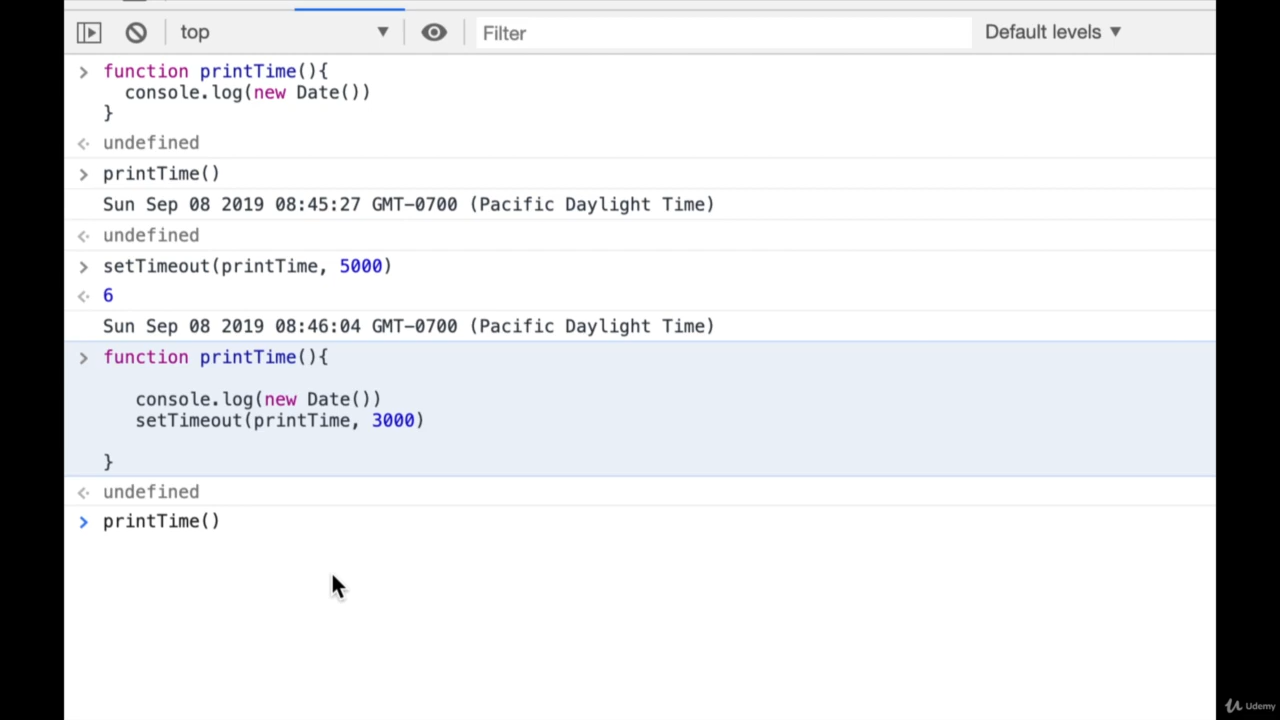 top
Filter
Default levels
function printTime(){
console.log(new Date())
}
undefined
printTime()
Sun Sep 08 2019 08:45:27 GMT-0700 (Pacific Daylight Time)
undefined
setTimeout(printTime, 5000)
6
Sun Sep 08 2019 08:46:04 GMT-0700 (Pacific Daylight Time)
function printTime(){
console.log(new Date())
setTimeout(printTime, 3000)
}
undefined
printTime()
Udemy